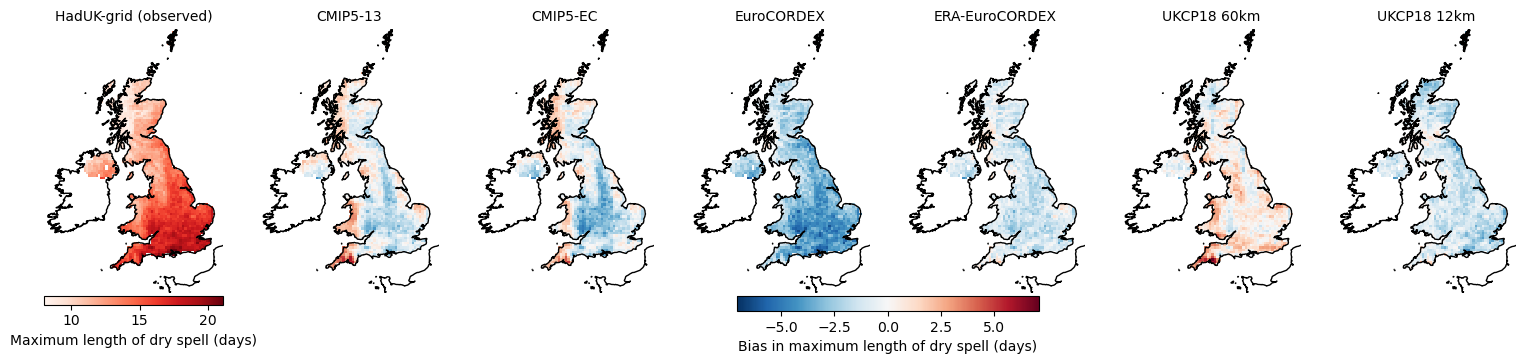 HadUK-grid (observed)
CMIP5-13
CMIP5-EC
EuroCORDEX
ERA-EuroCORDEX
UKCP18 60km
UKCP18 12km
10 15 20
Maximum length of dry spell (days)
−5.0 −2.5 0.0 2.5 5.0
Bias in maximum length of dry spell (days)